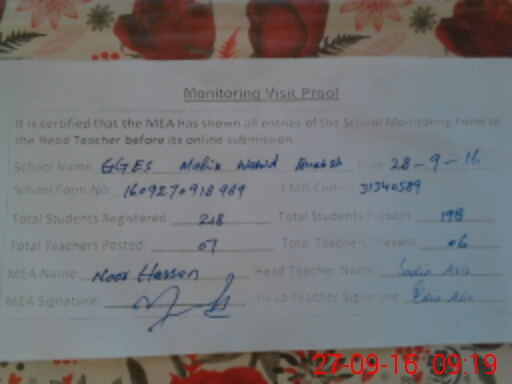 Monitoring Visit Proof
It is certified that the MEA has shown all entries of the School Monitoring Form to
the Head Teacher before its online submission.
School Name: GGES Wahid Date: 28-9-16
School Form No: EMIS Code: 31340589
Total Students Registered: 218 Total Students Present: 198
Total Teachers Posted: 07 Total Teachers Present: 06
MEA Name: Noor Hassan Head Teacher Name: Sadia Aziz
MEA Signature: Head Teacher Signature:
27-09-16 09:19